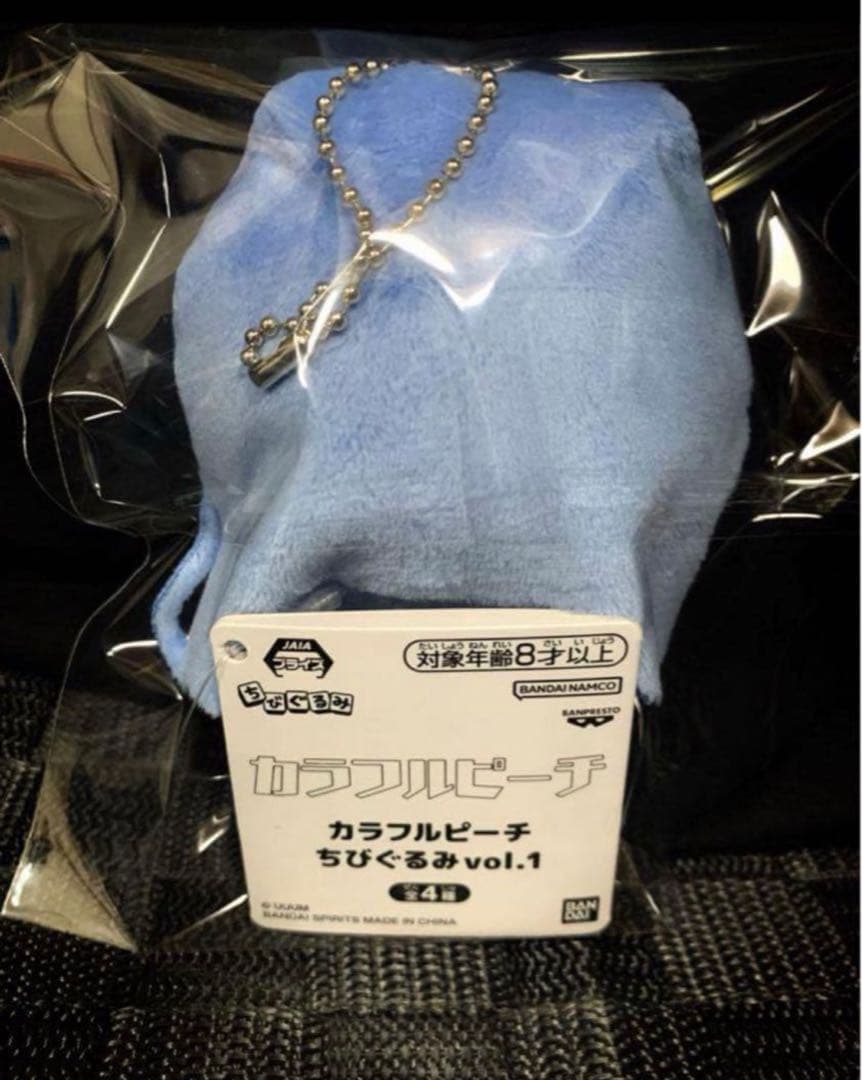 JAIA
プライズ
たいしょうねんれい さい いじょう
対象年齢8才以上
ちびぐるみ
BANDAI NAMCO
BANPRESTO
カラフルピーチ
カラフルピーチ
ちびぐるみvol.1
全4種
© UUUM
BANDAI SPIRITS MADE IN CHINA
BAN
DAI